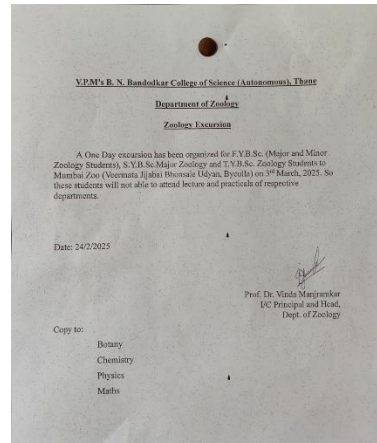 V.P.M's B. N. Bandodkar College of Science (Autonomous), Thane
Department of Zoology
Zoology Excursion
A One Day excursion has been organized for F.Y.B.Sc. (Major and Minor
Zoology Students), S.Y.B.Sc.Major Zoology and T.Y.B.Sc. Zoology Students to
Mumbai Zoo (Veermata Jijabai Bhonsale Udyan, Byculla) on 3rd March, 2025. So
these students will not able to attend lecture and practicals of respective
departments.
Date: 24/2/2025
Prof. Dr. Vinda Manjramkar
I/C Principal and Head,
Dept. of Zoology
Copy to:
Botany
Chemistry
Physics
Maths